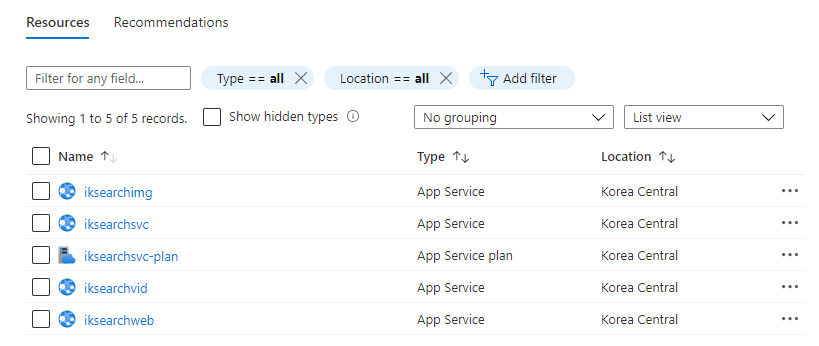 Resources Recommendations
Filter for any field... Type == all Location == all Add filter
Showing 1 to 5 of 5 records. Show hidden types No grouping List view
Name Type Location
iksearchimg App Service Korea Central
iksearchsvc App Service Korea Central
iksearchsvc-plan App Service plan Korea Central
iksearchvid App Service Korea Central
iksearchweb App Service Korea Central